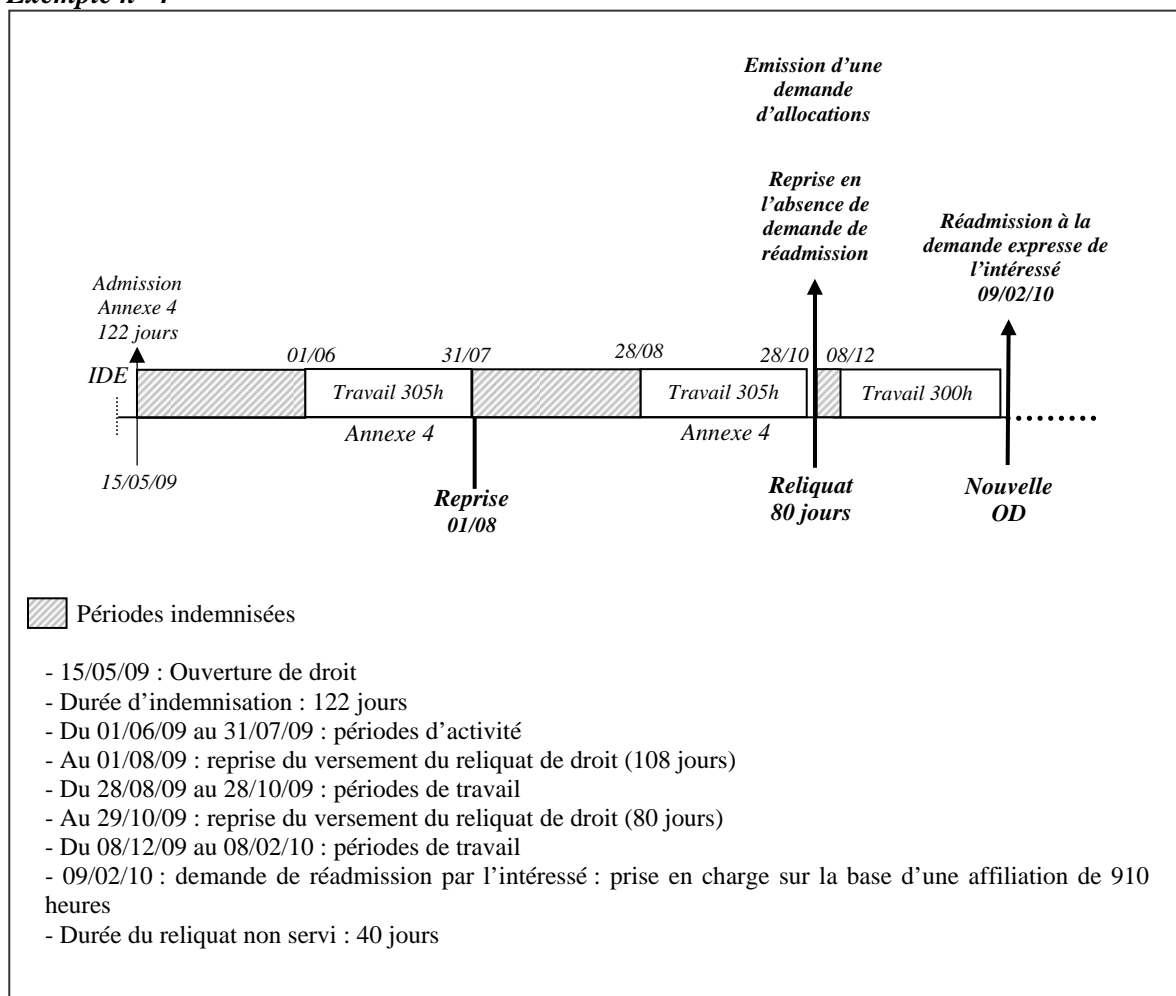 Emission d'une
demande
d'allocations
Reprise en
l'absence de
demande de
réadmission
Réadmission à la
demande expresse de
l'intéressé
09/02/10
Admission
Annexe 4
122 jours
01/06
31/07
28/08
28/10
08/12
IDE
Travail 305h
Travail 305h
Travail 300h
Annexe 4
Annexe 4
15/05/09
Reprise
01/08
Reliquat
80 jours
Nouvelle
OD
Périodes indemnisées
- 15/05/09 : Ouverture de droit
- Durée d'indemnisation : 122 jours
- Du 01/06/09 au 31/07/09 : périodes d'activité
- Au 01/08/09 : reprise du versement du reliquat de droit (108 jours)
- Du 28/08/09 au 28/10/09 : périodes de travail
- Au 29/10/09 : reprise du versement du reliquat de droit (80 jours)
- Du 08/12/09 au 08/02/10 : périodes de travail
- 09/02/10 : demande de réadmission par l'intéressé : prise en charge sur la base d'une affiliation de 910
heures
- Durée du reliquat non servi : 40 jours